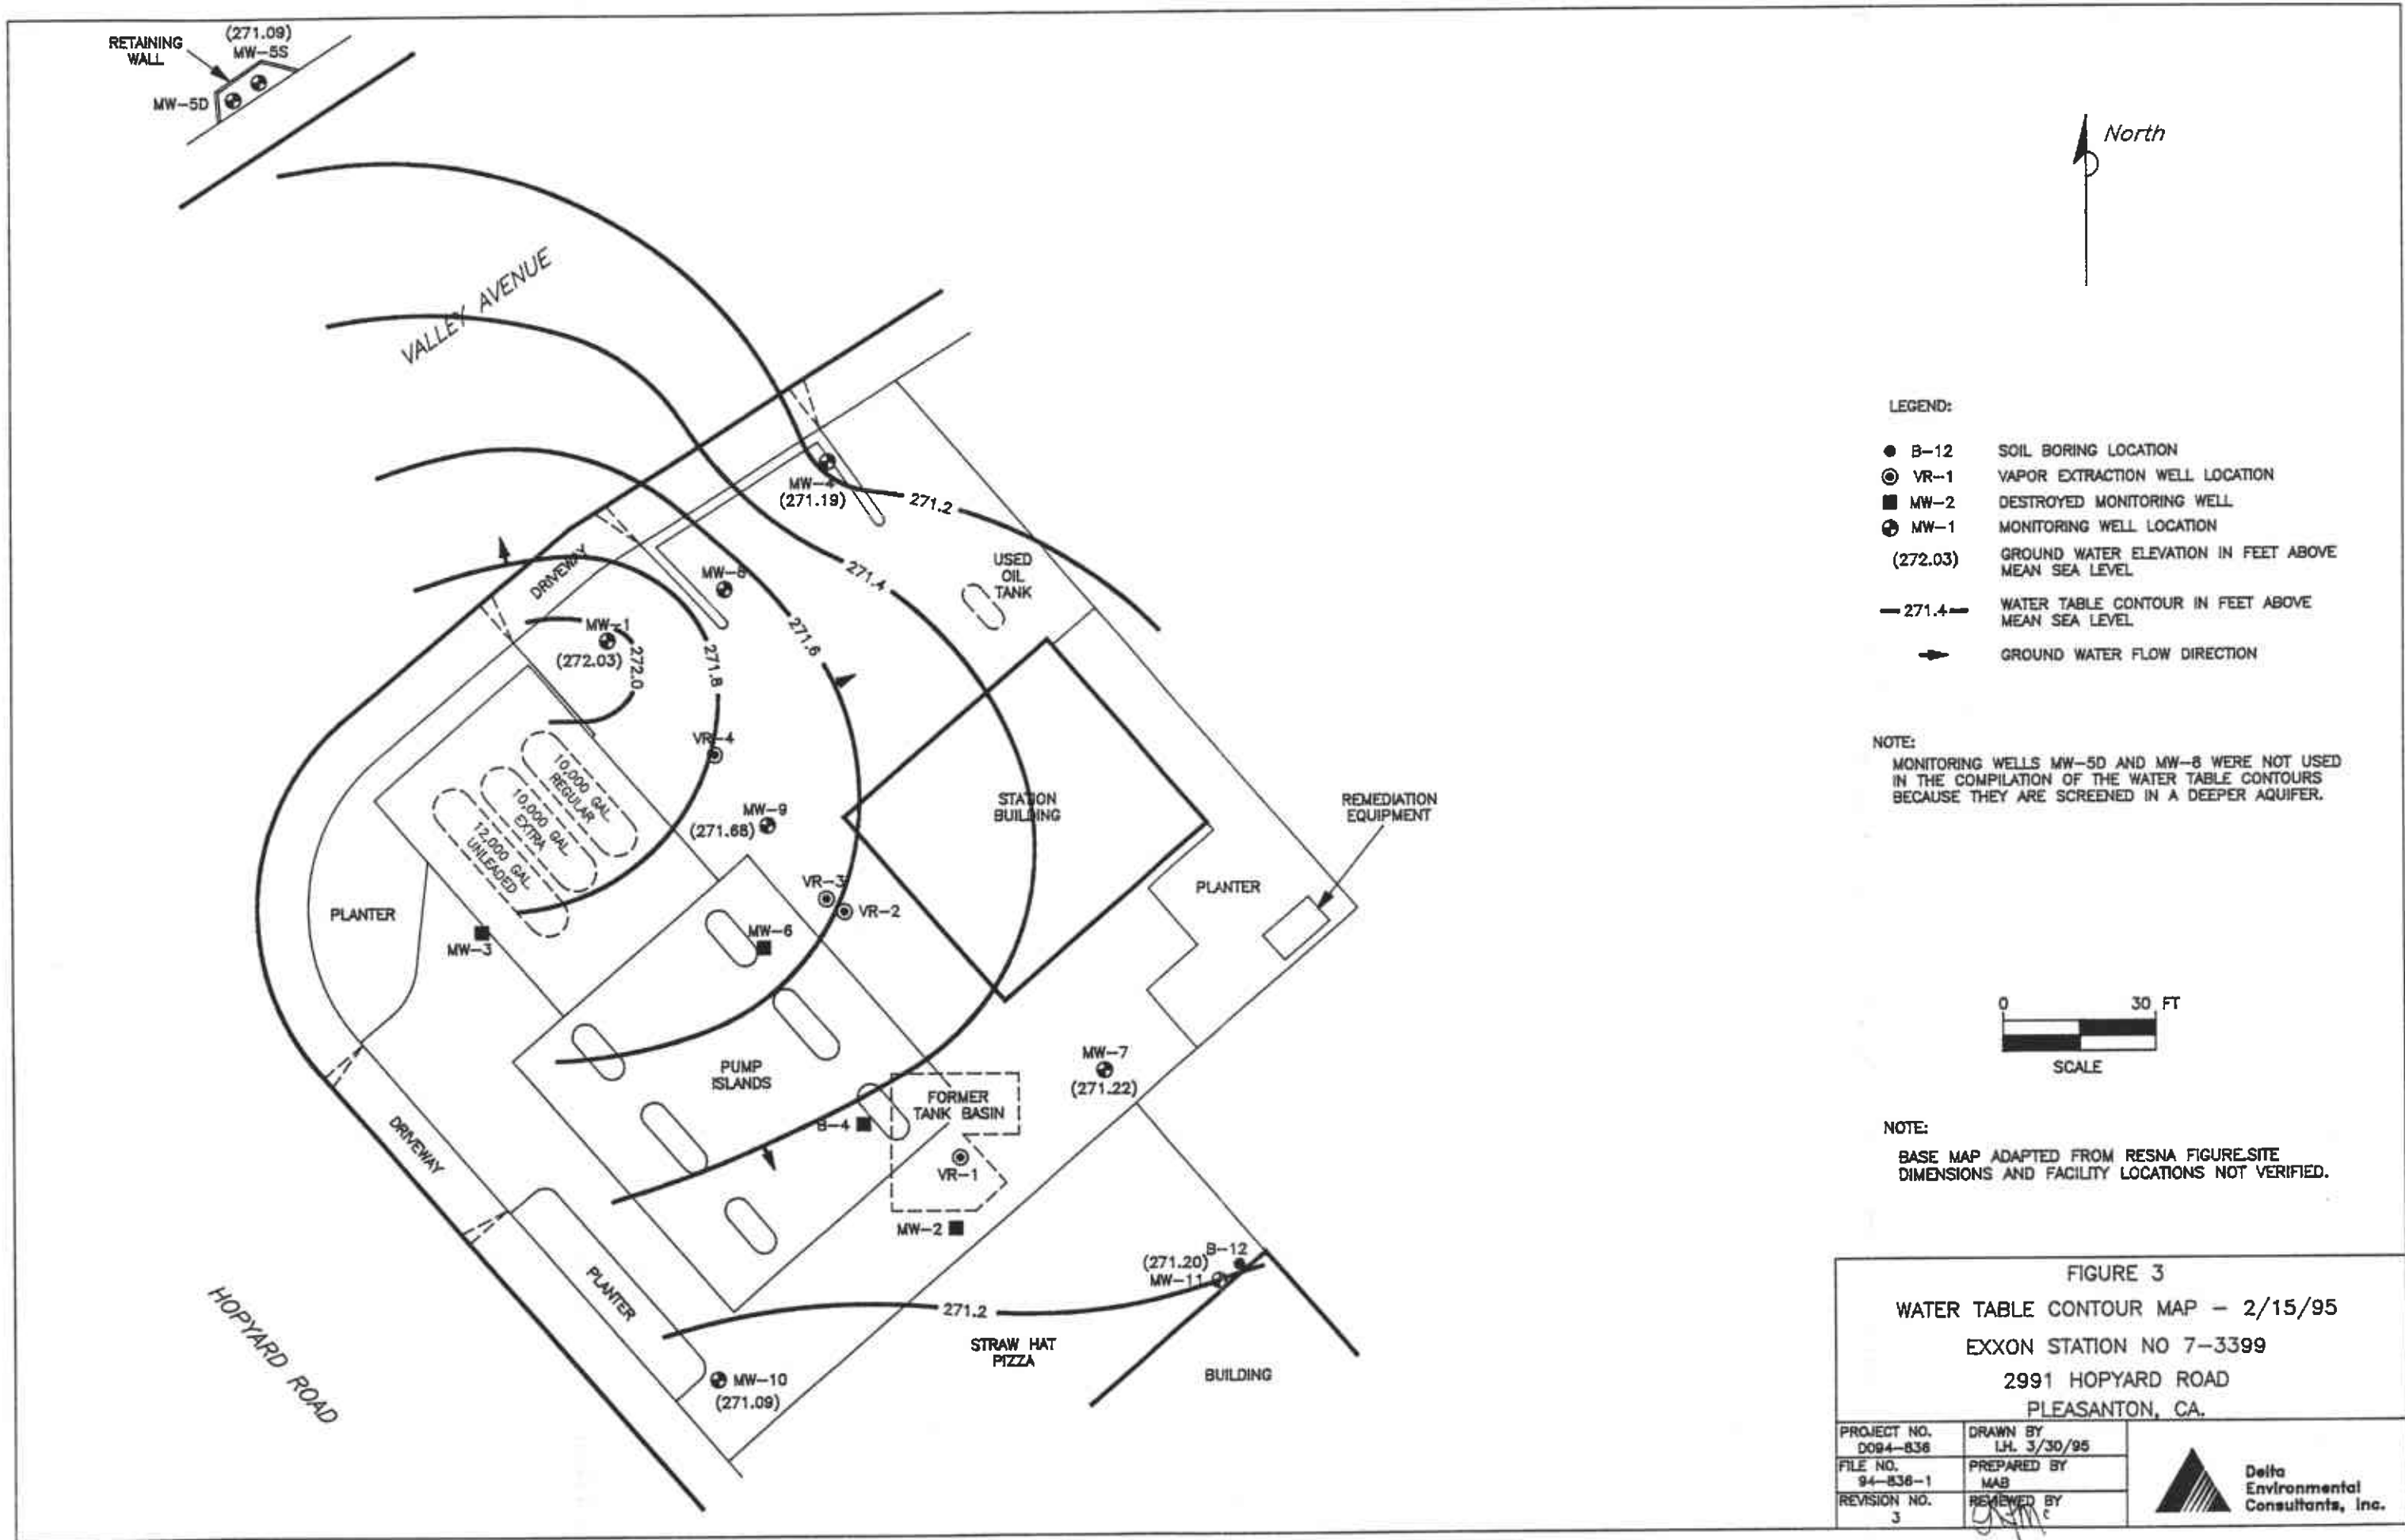 RETAINING
WALL
(271.09)
MW-5S
MW-5D
North
VALLEY AVENUE
LEGEND:
B-12 SOIL BORING LOCATION
VR-1 VAPOR EXTRACTION WELL LOCATION
MW-2 DESTROYED MONITORING WELL
MW-1 MONITORING WELL LOCATION
(272.03) GROUND WATER ELEVATION IN FEET ABOVE
MEAN SEA LEVEL
271.4 WATER TABLE CONTOUR IN FEET ABOVE
MEAN SEA LEVEL
GROUND WATER FLOW DIRECTION
MW-4
(271.19)
271.2
DRIVEWAY
MW-8
271.4
USED
OIL
TANK
MW-1
(272.03)
272.0
271.8
271.6
VR-4
10,000 GAL.
REGULAR
10,000 GAL.
EXTRA
12,000 GAL.
UNLEADED
MW-9
(271.68)
STATION
BUILDING
REMEDIATION
EQUIPMENT
NOTE:
MONITORING WELLS MW-5D AND MW-8 WERE NOT USED
IN THE COMPILATION OF THE WATER TABLE CONTOURS
BECAUSE THEY ARE SCREENED IN A DEEPER AQUIFER.
PLANTER
MW-3
VR-3
VR-2
MW-6
PLANTER
0 30 FT
SCALE
PUMP
ISLANDS
MW-7
(271.22)
FORMER
TANK BASIN
B-4
VR-1
MW-2
DRIVEWAY
NOTE:
BASE MAP ADAPTED FROM RESNA FIGURE.SITE
DIMENSIONS AND FACILITY LOCATIONS NOT VERIFIED.
PLANTER
HOPYARD ROAD
B-12
(271.20)
MW-11
271.2
STRAW HAT
PIZZA
BUILDING
MW-10
(271.09)
FIGURE 3
WATER TABLE CONTOUR MAP - 2/15/95
EXXON STATION NO 7-3399
2991 HOPYARD ROAD
PLEASANTON, CA.
PROJECT NO.
D094-836
DRAWN BY
I.H. 3/30/95
FILE NO.
94-836-1
PREPARED BY
MAB
REVISION NO.
3
REVIEWED BY
Delta
Environmental
Consultants, Inc.